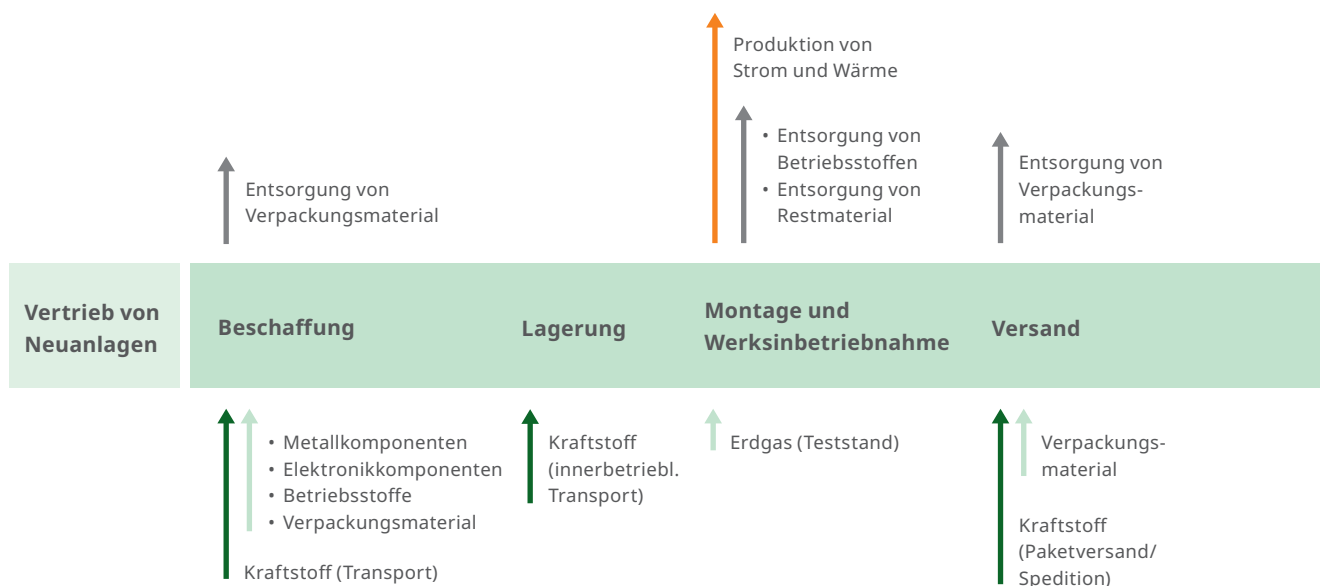 Produktion von
Strom und Wärme
• Entsorgung von
Betriebsstoffen
• Entsorgung von
Restmaterial
Entsorgung von
Verpackungs-
material
Entsorgung von
Verpackungsmaterial
Vertrieb von
Neuanlagen
Beschaffung
Lagerung
Montage und
Werksinbetriebnahme
Versand
• Metallkomponenten
• Elektronikkomponenten
• Betriebsstoffe
• Verpackungsmaterial
Kraftstoff (Transport)
Kraftstoff
(innerbetriebl.
Transport)
Erdgas (Teststand)
Verpackungs-
material
Kraftstoff
(Paketversand/
Spedition)